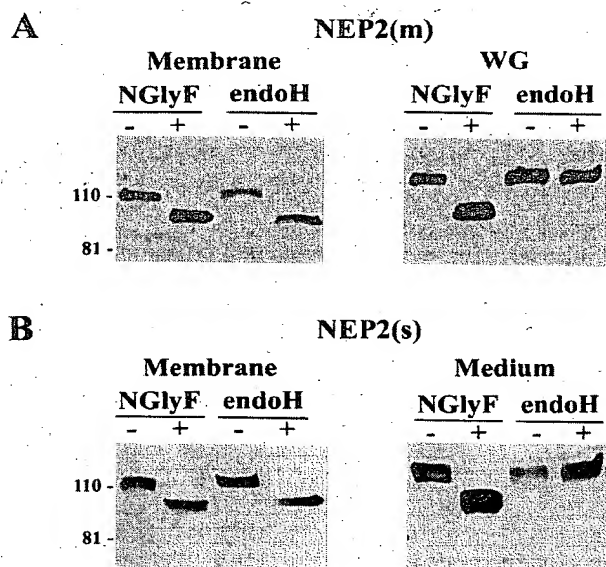 A
NEP2(m)
Membrane
WG
NGlyF endoH
NGlyF endoH
- + - +
- + - +
110 -
81 -
B
NEP2(s)
Membrane
Medium
NGlyF endoH
NGlyF endoH
- + - +
- + - +
110 -
81 -